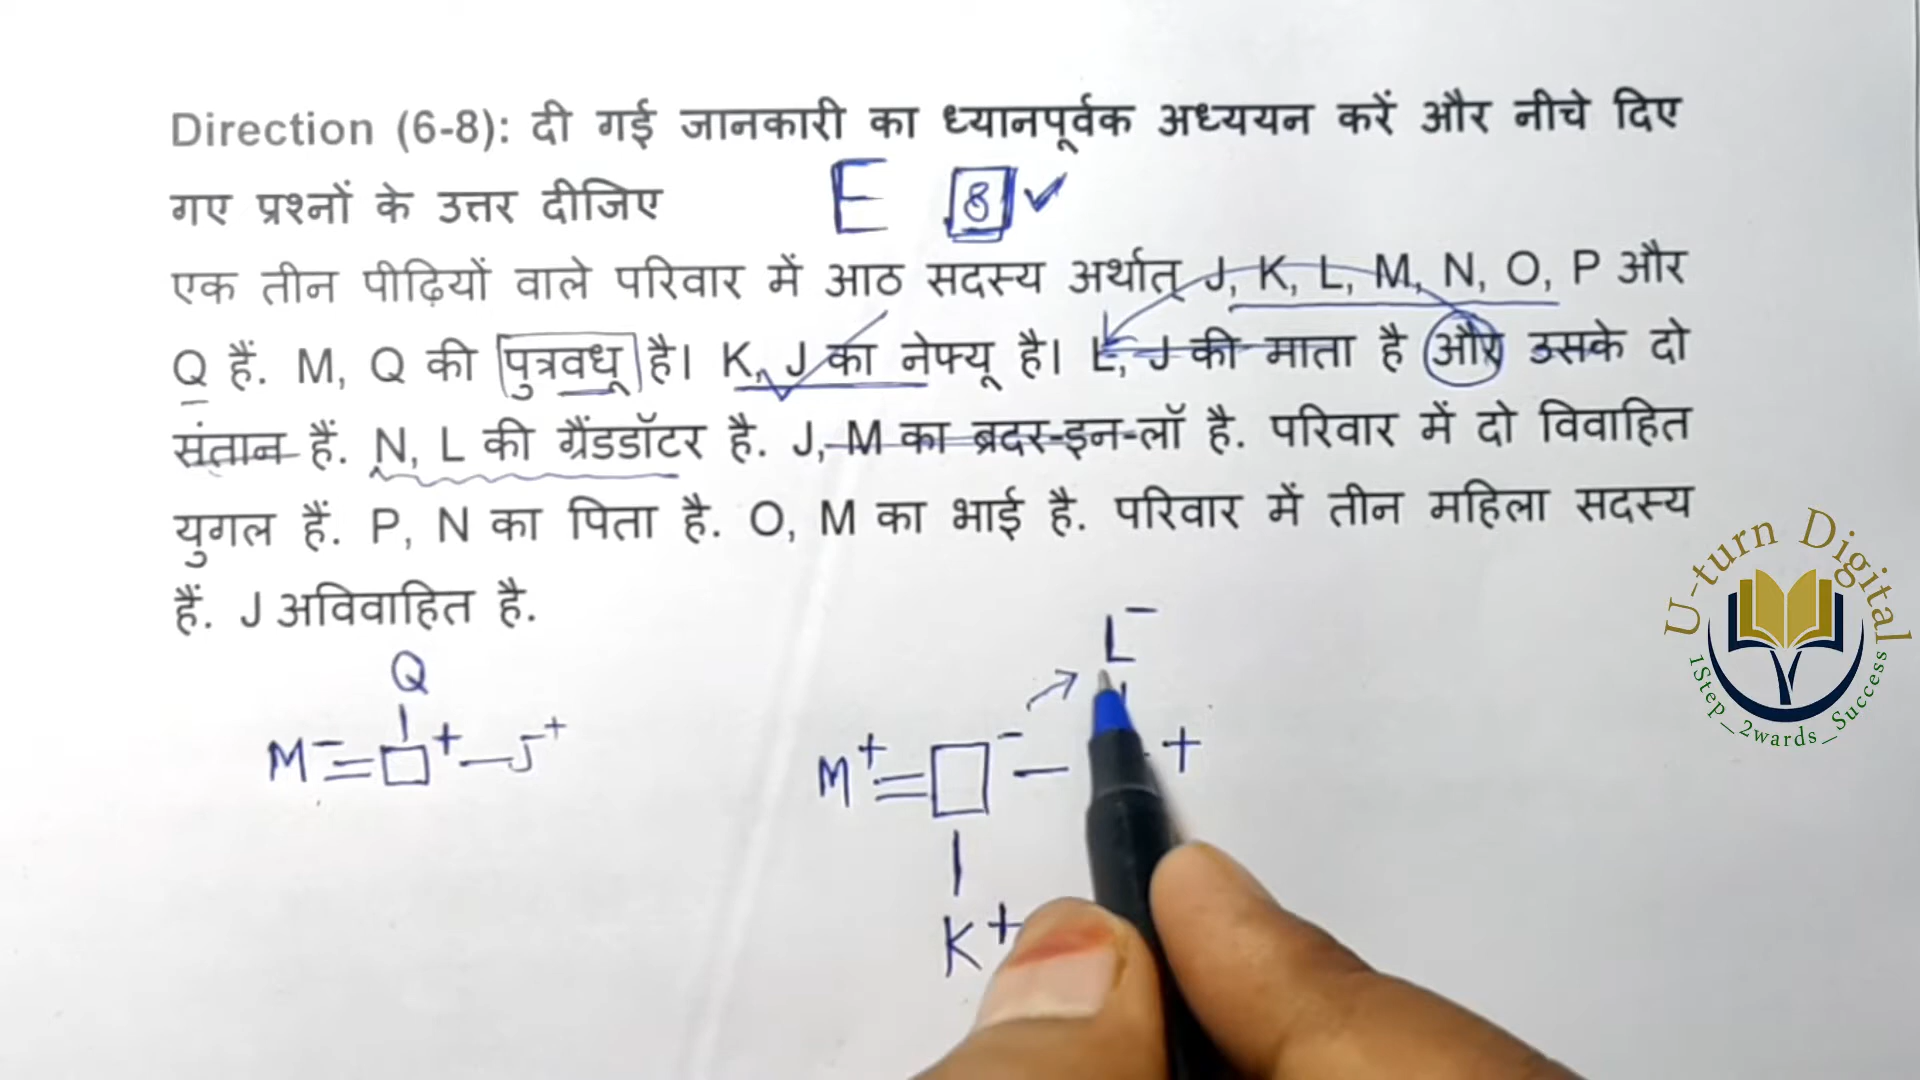 Direction (6-8): दी गई जानकारी का ध्यानपूर्वक अध्ययन करें और नीचे दिए
गए प्रश्नों के उत्तर दीजिए
E 8 ✓
एक तीन पीढ़ियों वाले परिवार में आठ सदस्य अर्थात् J, K, L, M, N, O, P और
Q हैं. M, Q की पुत्रवधू है। K, J का नेफ्यू है। L, J की माता है और उसके दो
संतान हैं. N, L की ग्रैंडडॉटर है. J, M का ब्रदर-इन-लॉ है. परिवार में दो विवाहित
युगल हैं. P, N का पिता है. O, M का भाई है. परिवार में तीन महिला सदस्य
हैं. J अविवाहित है.
Q
M⁻ = □⁺ — J⁺
L⁻
M⁺ = □⁻ — +
K⁺
U-turn Digital
1Step_2wards_Success